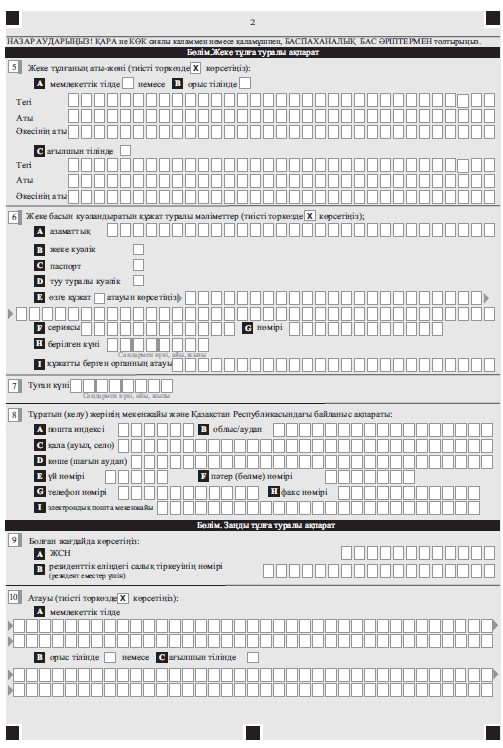 2
НАЗАР АУДАРЫҢЫЗ! ҚАРА не КӨК сиялы қаламмен немесе қаламұшпен, БАСПАХАНАЛЫҚ БАС ӘРІПТЕРМЕН толтырыңыз.
Бөлім.Жеке тұлға туралы ақпарат
5 Жеке тұлғаның аты-жөні (тиісті торкөзде X көрсетіңіз):
A мемлекеттік тілде немесе B орыс тілінде
Тегі
Аты
Әкесінің аты
C ағылшын тілінде
Тегі
Аты
Әкесінің аты
6 Жеке басын куәландыратын құжат туралы мәліметтер (тиісті торкөзде X көрсетіңіз);
A азаматтық
B жеке куәлік
C паспорт
D туу туралы куәлік
E өзге құжат атауын көрсетіңіз
F сериясы G нөмірі
H берілген күні
Сандармен күні, айы, жылы
I құжатты берген органның атауы
7 Туған күні
Сандармен күні, айы, жылы
8 Тұратын (келу) жерінің мекенжайы және Қазақстан Республикасындағы байланыс ақпараты:
A пошта индексі B облыс/аудан
C қала (ауыл, село)
D көше (шағын аудан)
E үй нөмірі F пәтер (бөлме) нөмірі
G телефон нөмірі H факс нөмірі
I электрондық пошта мекенжайы
Бөлім. Заңды тұлға туралы ақпарат
9 Болған жағдайда көрсетіңіз:
A ЖСН
B резиденттік еліндегі салық тіркеуінің нөмірі
(резидент еместер үшін)
10 Атауы (тиісті торкөзде X көрсетіңіз):
A мемлекеттік тілде
B орыс тілінде немесе C ағылшын тілінде